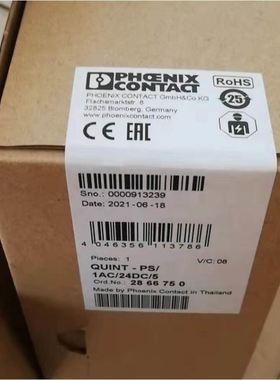 PHŒNIX
CONTACT
RoHS
PHOENIX CONTACT GmbH&Co.KG
Flachsmarktstr. 8
32825 Blomberg, Germany
www.phoenixcontact.com
25
CE EAC
Sno.: 0000913239
Date: 2021-06-18
4 046356 113786
Pieces: 1
V/C: 08
QUINT - PS/
1AC/24DC/5
Ord.No.: 28 66 75 0
Made by Phoenix Contact in Thailand